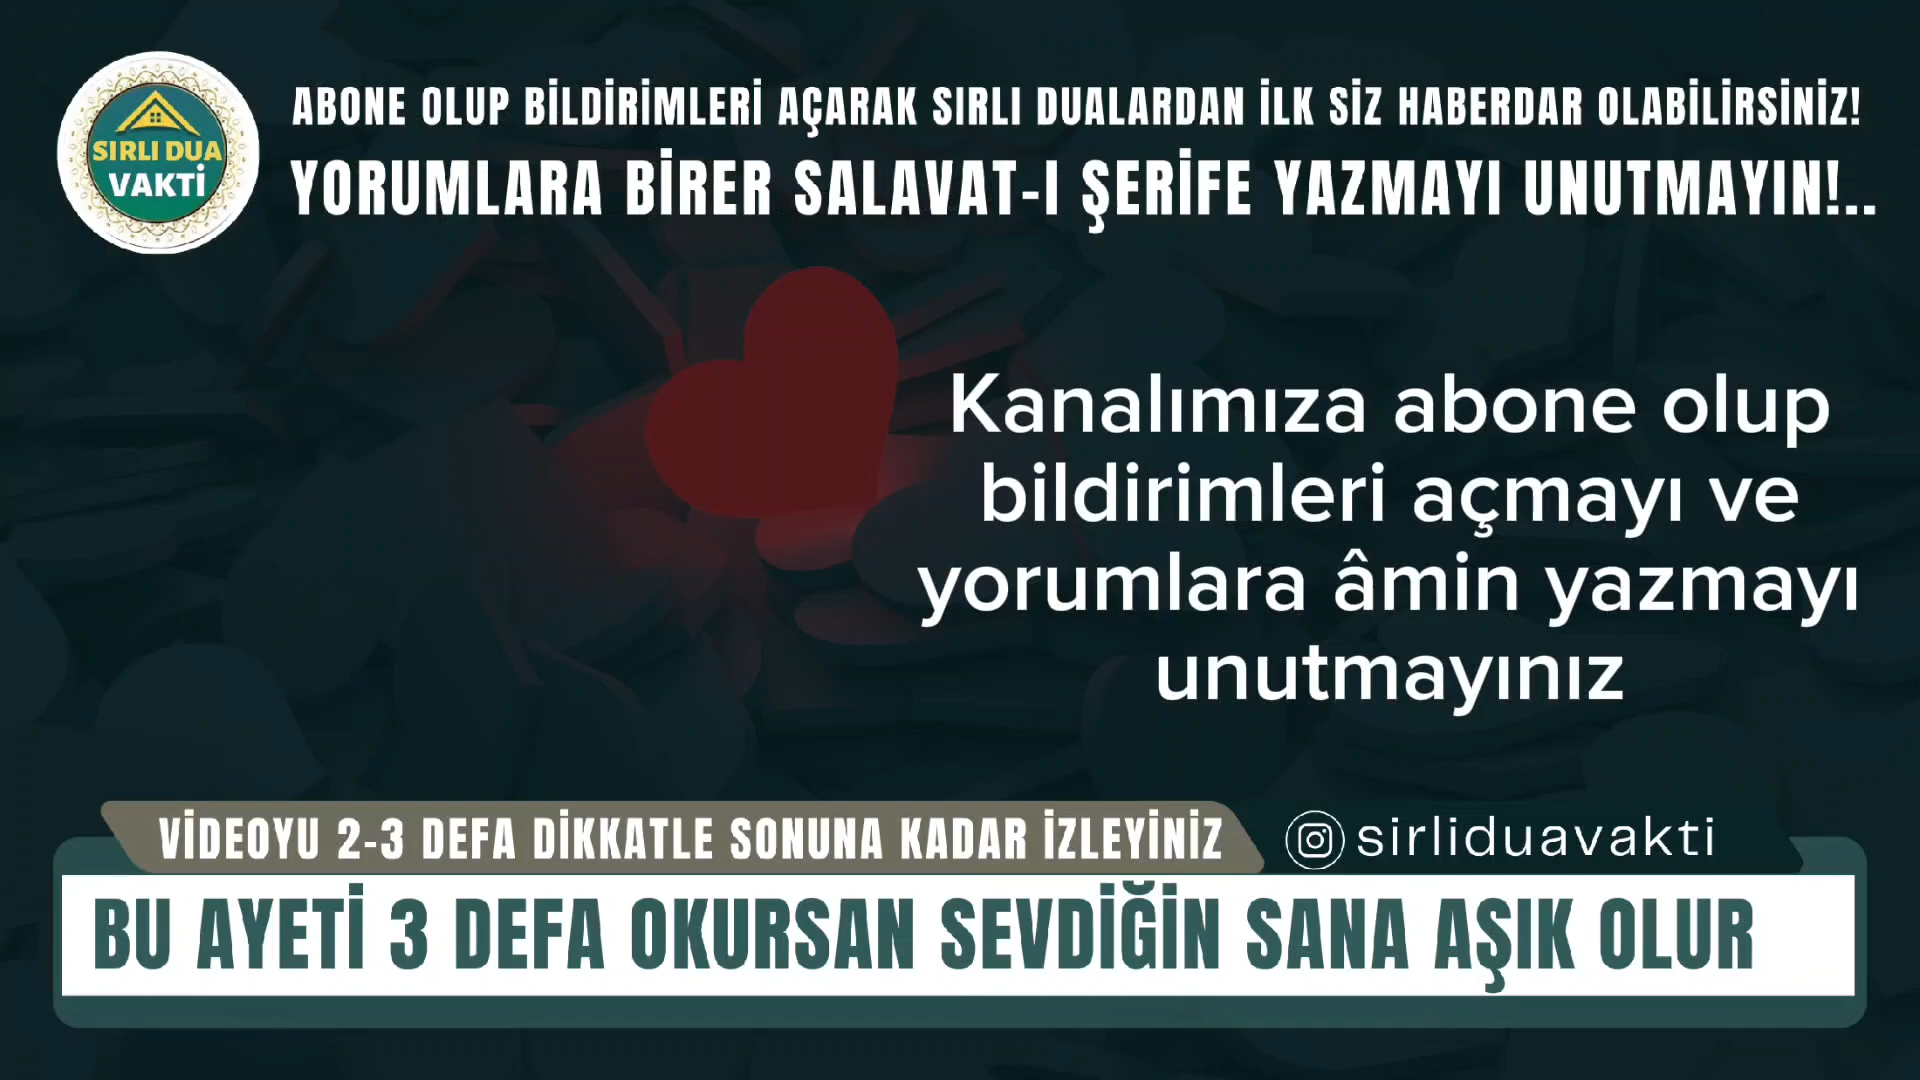 SIRLI DUA
VAKTİ
ABONE OLUP BİLDİRİMLERİ AÇARAK SIRLI DUALARDAN İLK SİZ HABERDAR OLABİLİRSİNİZ!
YORUMLARA BİRER SALAVAT-I ŞERİFE YAZMAYI UNUTMAYIN!..
Kanalımıza abone olup
bildirimleri açmayı ve
yorumlara âmin yazmayı
unutmayınız
VİDEOYU 2-3 DEFA DİKKATLE SONUNA KADAR İZLEYİNİZ
sirliduavakti
BU AYETİ 3 DEFA OKURSAN SEVDİĞİN SANA AŞIK OLUR